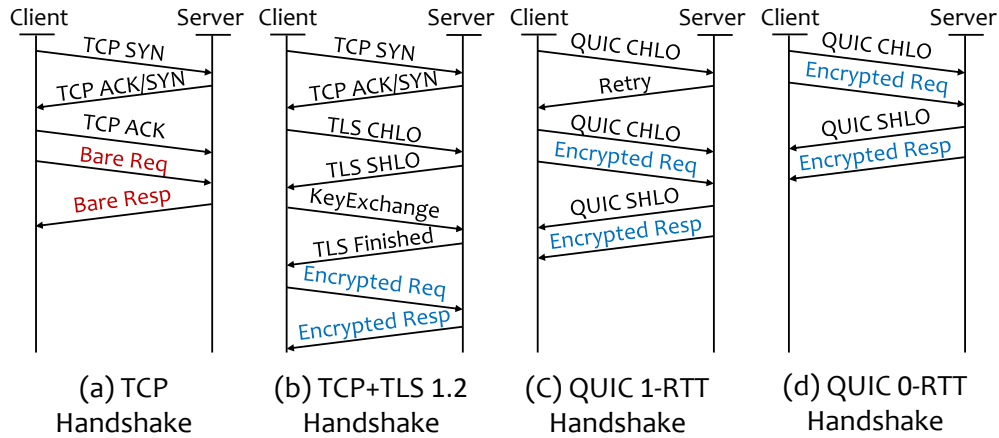 Client Server
TCP SYN
TCP ACK/SYN
TCP ACK
Bare Req
Bare Resp
(a) TCP
Handshake
Client Server
TCP SYN
TCP ACK/SYN
TLS CHLO
TLS SHLO
KeyExchange
TLS Finished
Encrypted Req
Encrypted Resp
(b) TCP+TLS 1.2
Handshake
Client Server
QUIC CHLO
Retry
QUIC CHLO
Encrypted Req
QUIC SHLO
Encrypted Resp
(C) QUIC 1-RTT
Handshake
Client Server
QUIC CHLO
Encrypted Req
QUIC SHLO
Encrypted Resp
(d) QUIC 0-RTT
Handshake